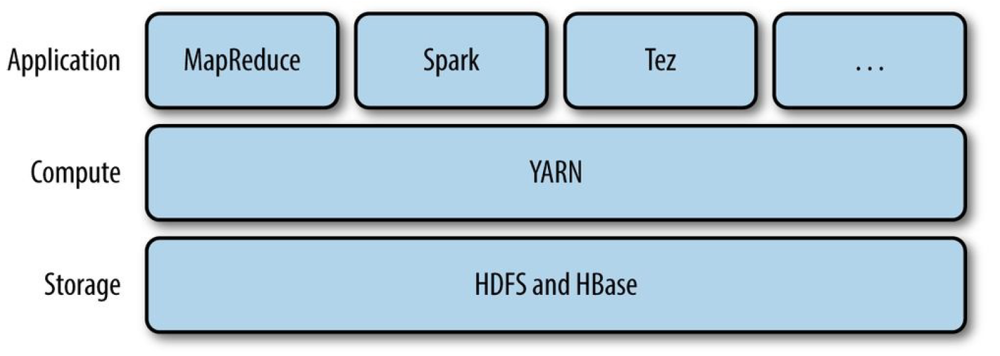 Application MapReduce Spark Tez ...
Compute YARN
Storage HDFS and HBase